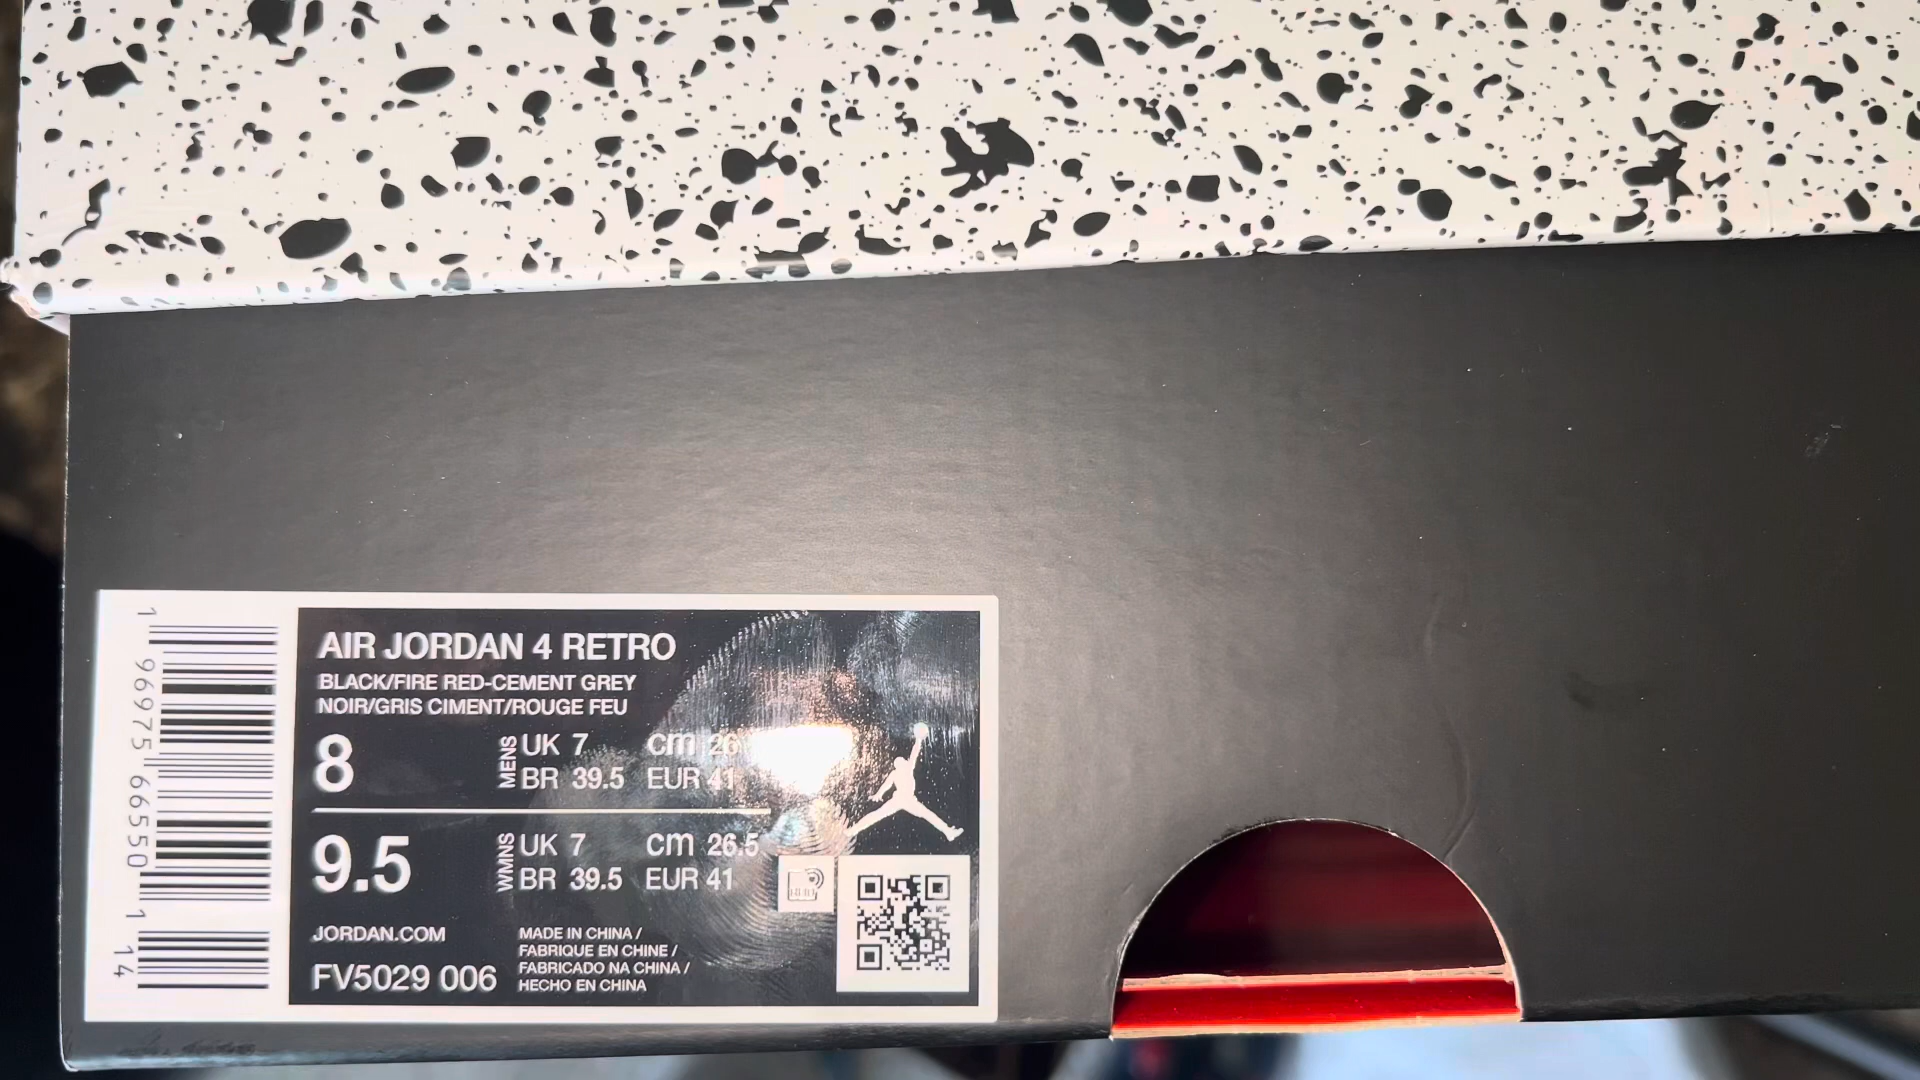 AIR JORDAN 4 RETRO
BLACK/FIRE RED-CEMENT GREY
NOIR/GRIS CIMENT/ROUGE FEU
8 MENS UK 7 cm 26
BR 39.5 EUR 41
9.5 WMNS UK 7 cm 26.5
BR 39.5 EUR 41
JORDAN.COM
FV5029 006
MADE IN CHINA /
FABRIQUE EN CHINE /
FABRICADO NA CHINA /
HECHO EN CHINA
1 96975 66550 1 14